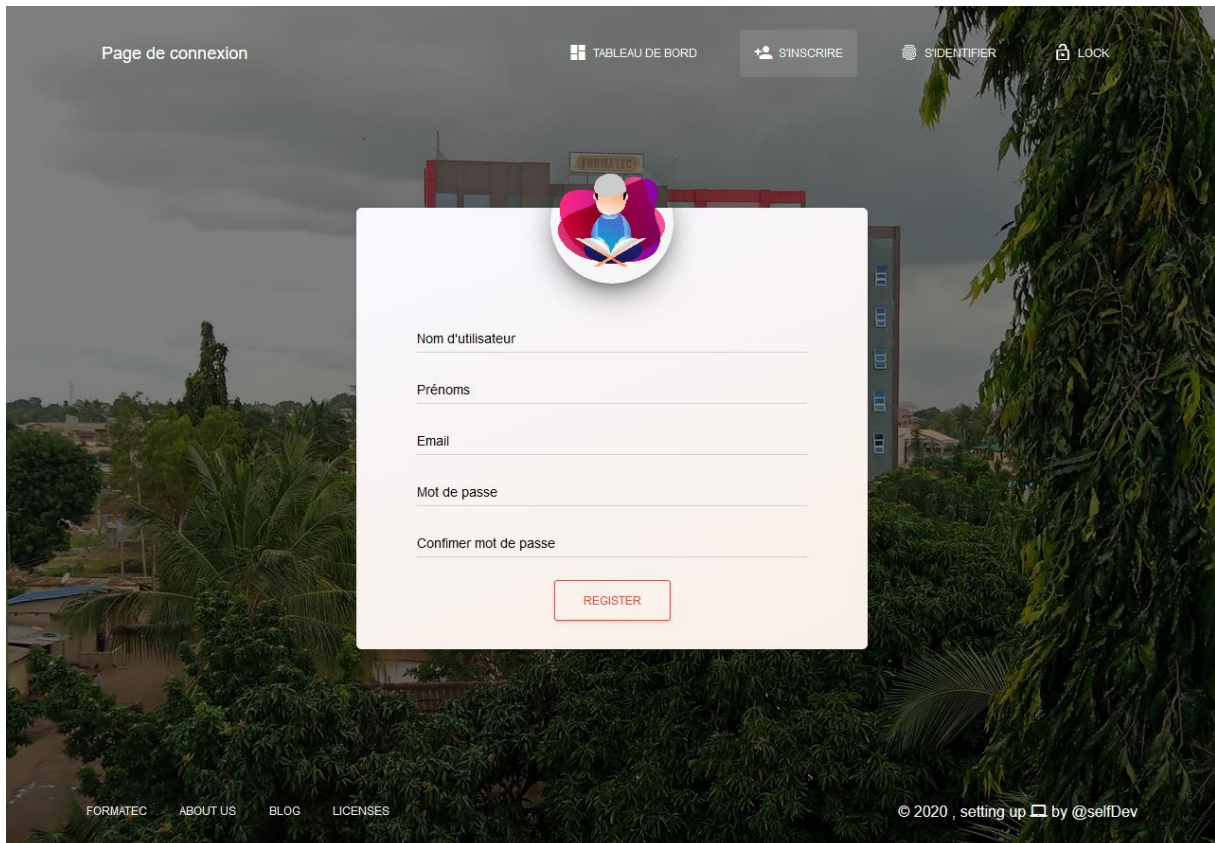 Page de connexion
TABLEAU DE BORD
S'INSCRIRE
S'IDENTIFIER
LOCK
FORMATEC
Nom d'utilisateur
Prénoms
Email
Mot de passe
Confimer mot de passe
REGISTER
FORMATEC
ABOUT US
BLOG
LICENSES
© 2020 , setting up by @selfDev